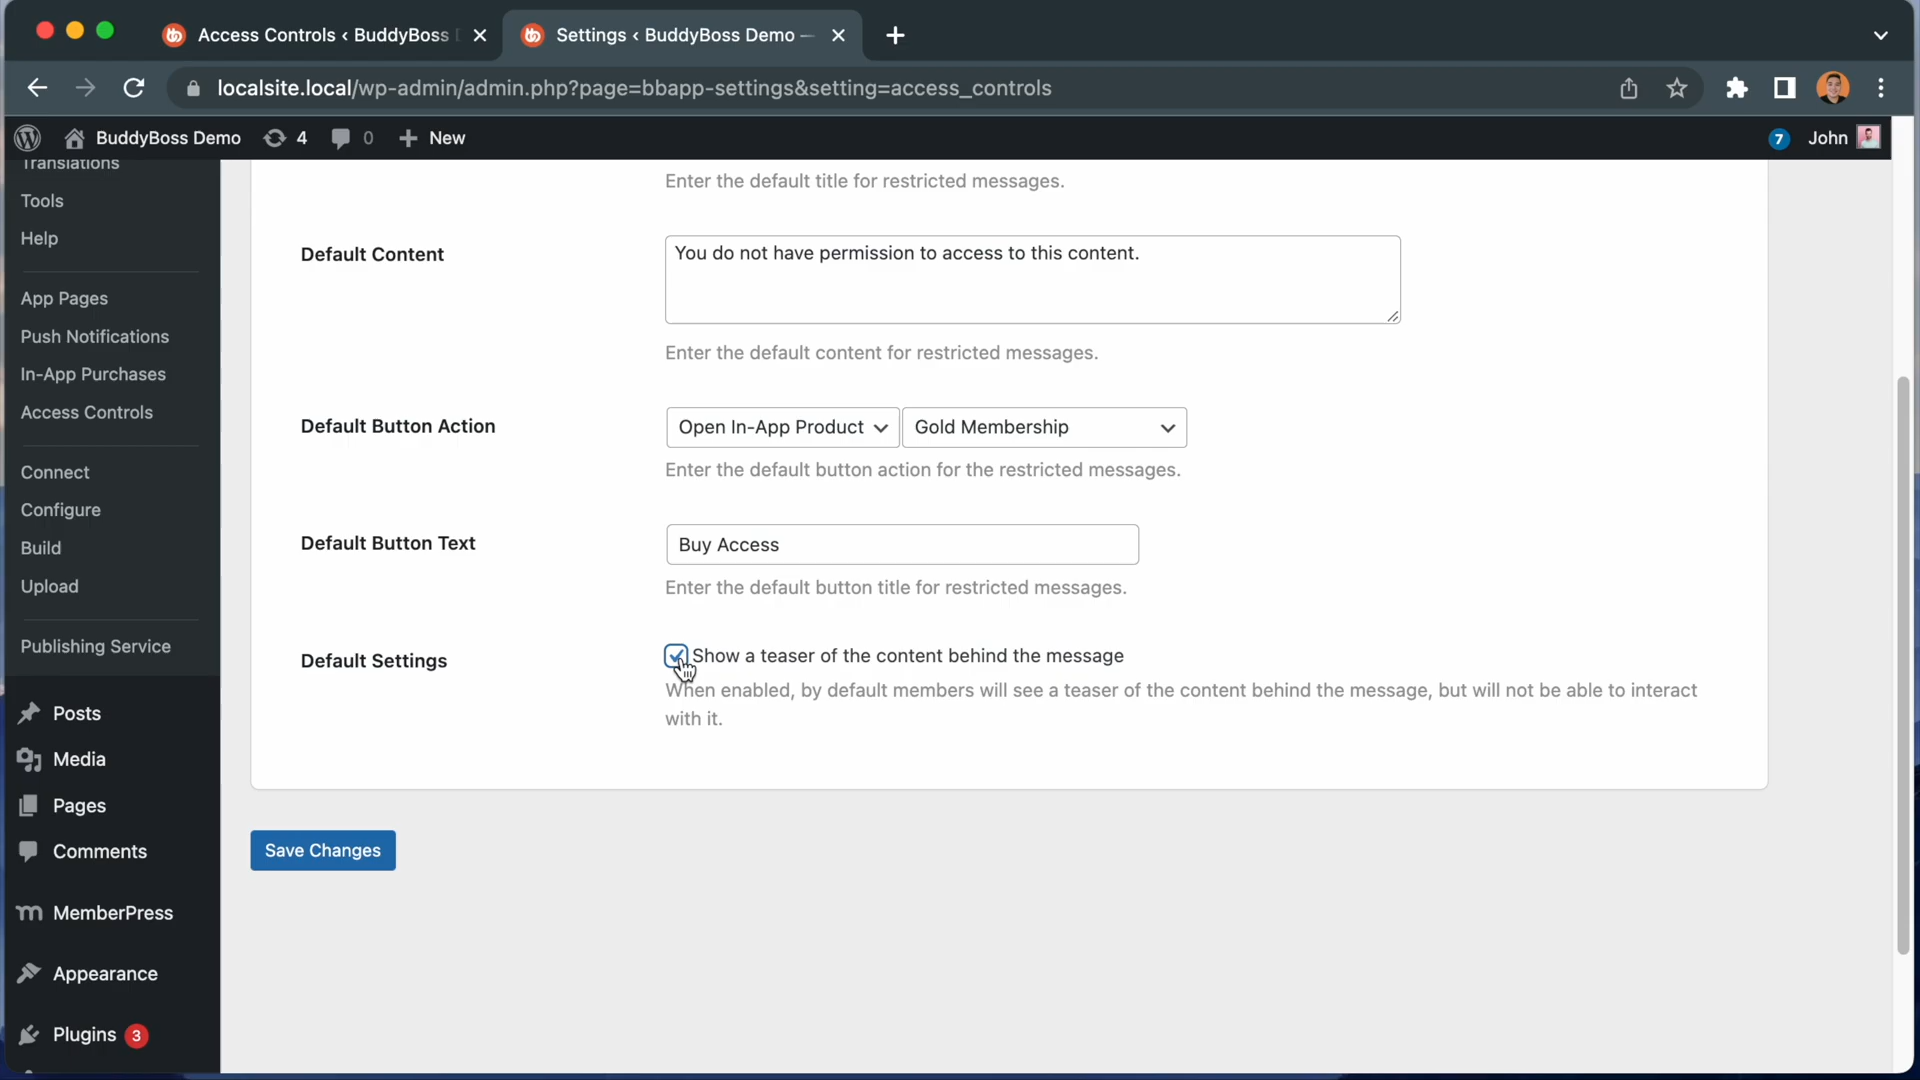 Access Controls ‹ BuddyBoss
Settings ‹ BuddyBoss Demo —
localsite.local/wp-admin/admin.php?page=bbapp-settings&setting=access_controls
BuddyBoss Demo 4 0 New
7 John
Translations
Tools
Help
App Pages
Push Notifications
In-App Purchases
Access Controls
Connect
Configure
Build
Upload
Publishing Service
Posts
Media
Pages
Comments
MemberPress
Appearance
Plugins 3
Enter the default title for restricted messages.
Default Content
You do not have permission to access to this content.
Enter the default content for restricted messages.
Default Button Action
Open In-App Product
Gold Membership
Enter the default button action for the restricted messages.
Default Button Text
Buy Access
Enter the default button title for restricted messages.
Default Settings
Show a teaser of the content behind the message
When enabled, by default members will see a teaser of the content behind the message, but will not be able to interact
with it.
Save Changes